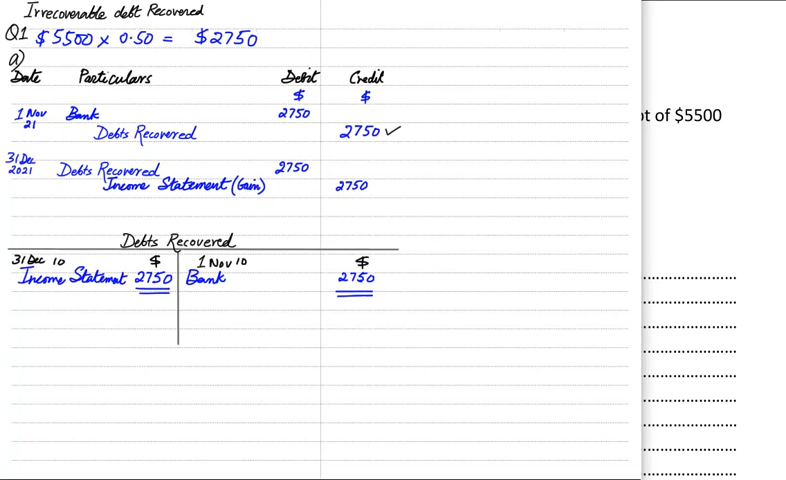 Irrecoverable debt Recovered
Q1 $5500 x 0.50 = $2750
a)
Date Particulars Debit Credit
$ $
1 Nov 21 Bank 2750
Debts Recovered 2750 ✓
31 Dec 2021 Debts Recovered 2750
Income Statement (Gain) 2750
Debts Recovered
31 Dec 10 $ 1 Nov 10 $
Income Statement 2750 Bank 2750
t of $5500